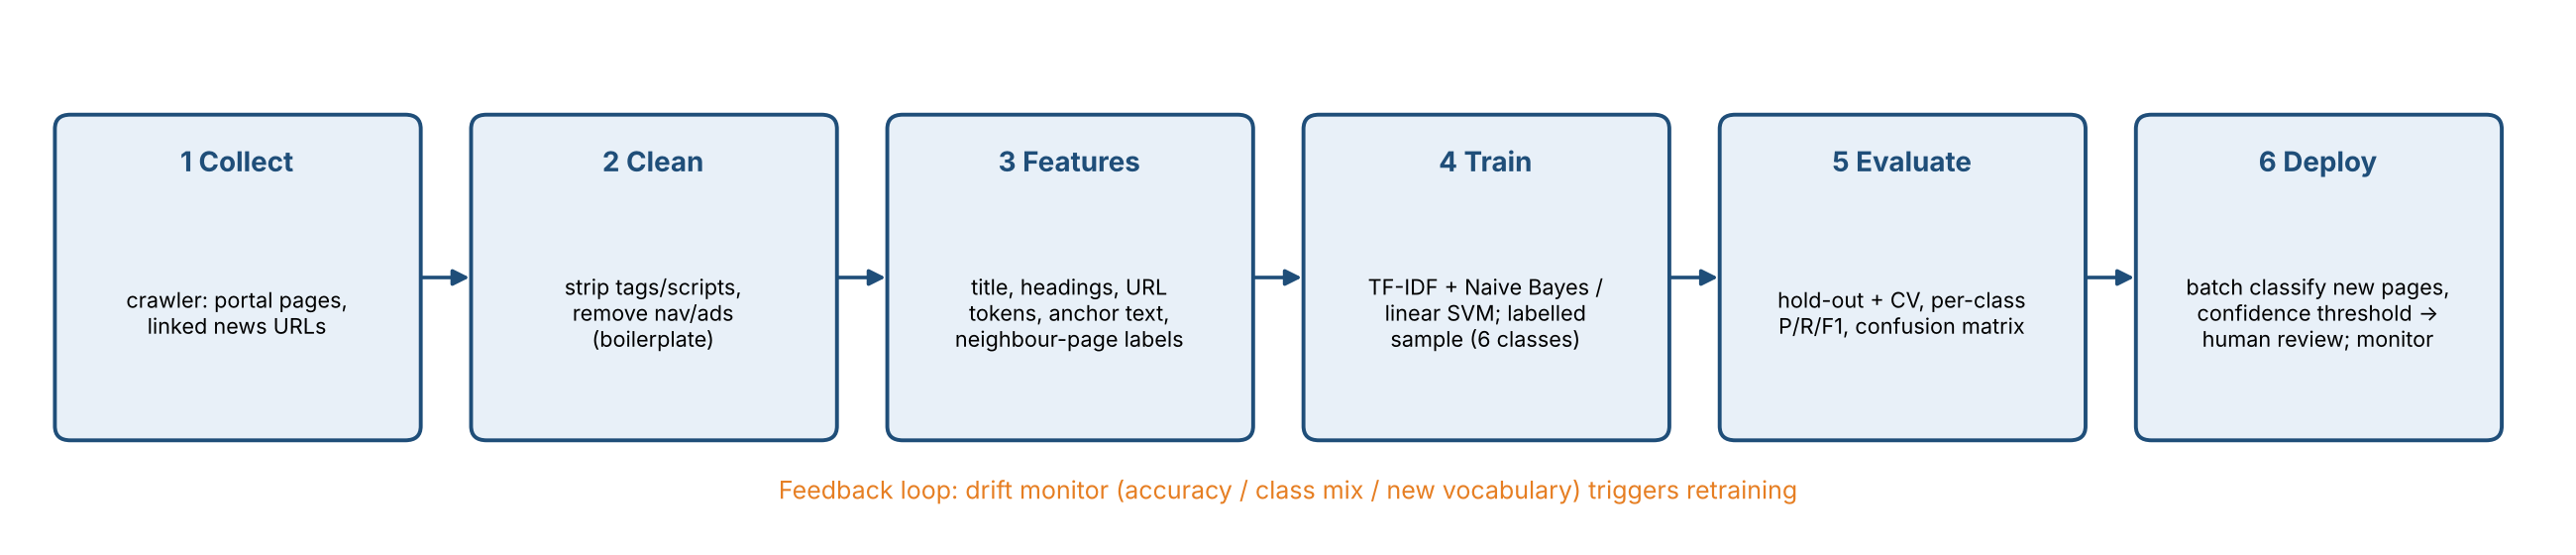 1 Collect
crawler: portal pages,
linked news URLs
2 Clean
strip tags/scripts,
remove nav/ads
(boilerplate)
3 Features
title, headings, URL
tokens, anchor text,
neighbour-page labels
4 Train
TF-IDF + Naive Bayes /
linear SVM; labelled
sample (6 classes)
5 Evaluate
hold-out + CV, per-class
P/R/F1, confusion matrix
6 Deploy
batch classify new pages,
confidence threshold →
human review; monitor
Feedback loop: drift monitor (accuracy / class mix / new vocabulary) triggers retraining